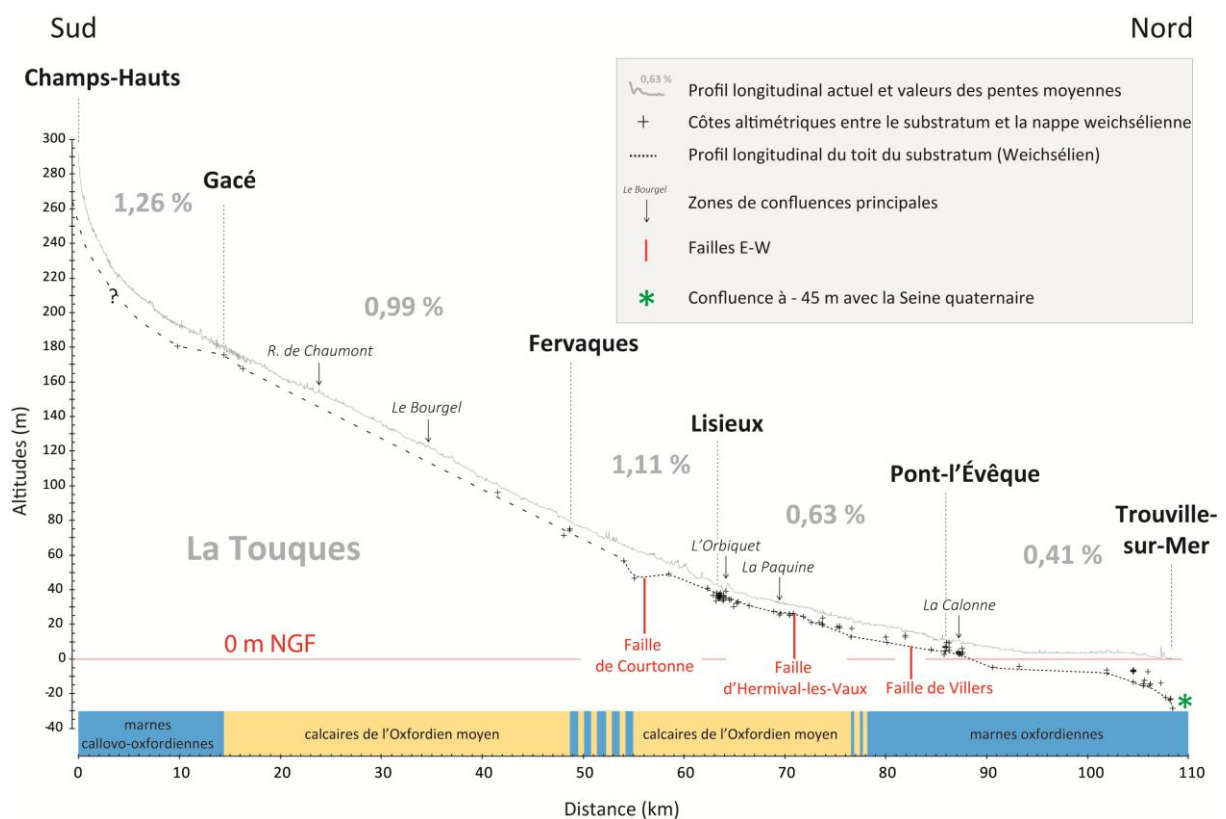 Sud
Nord
Champs-Hauts
0,63 %
Profil longitudinal actuel et valeurs des pentes moyennes
Côtes altimétriques entre le substratum et la nappe weichsélienne
Profil longitudinal du toit du substratum (Weichsélien)
Le Bourgel
Zones de confluences principales
Failles E-W
Confluence à - 45 m avec la Seine quaternaire
Gacé
1,26 %
0,99 %
?
R. de Chaumont
Le Bourgel
Fervaques
Lisieux
1,11 %
Pont-l'Évêque
0,63 %
Trouville-
sur-Mer
0,41 %
L'Orbiquet
La Paquine
La Calonne
La Touques
0 m NGF
Faille
de Courtonne
Faille
d'Hermival-les-Vaux
Faille de Villers
Altitudes (m)
300
290
280
260
240
220
200
180
160
140
120
100
80
60
40
20
0
-20
-40
marnes
callovo-oxfordiennes
calcaires de l'Oxfordien moyen
calcaires de l'Oxfordien moyen
marnes oxfordiennes
0
10
20
30
40
50
60
70
80
90
100
110
Distance (km)